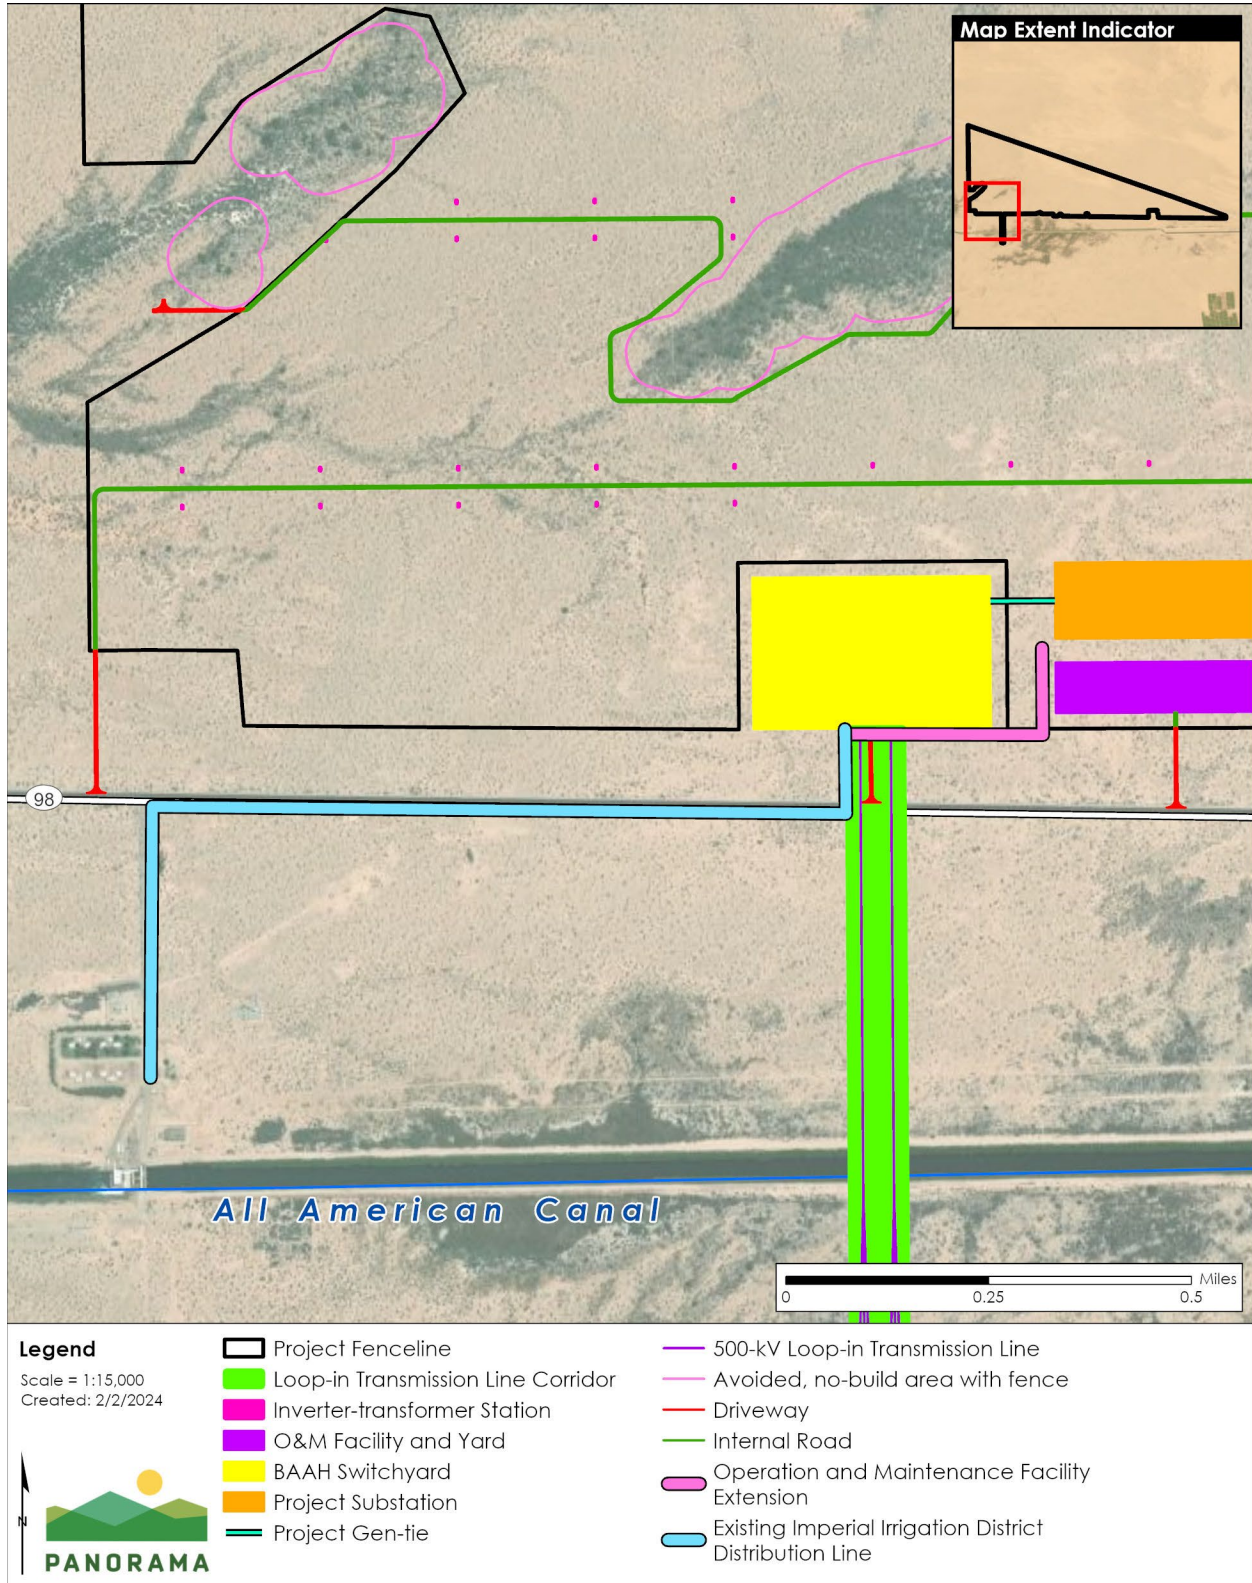 Map Extent Indicator
98
All American Canal
Miles
0 0.25 0.5
Legend
Scale = 1:15,000
Created: 2/2/2024
N
PANORAMA
Project Fenceline
Loop-in Transmission Line Corridor
Inverter-transformer Station
O&M Facility and Yard
BAAH Switchyard
Project Substation
Project Gen-tie
500-kV Loop-in Transmission Line
Avoided, no-build area with fence
Driveway
Internal Road
Operation and Maintenance Facility
Extension
Existing Imperial Irrigation District
Distribution Line